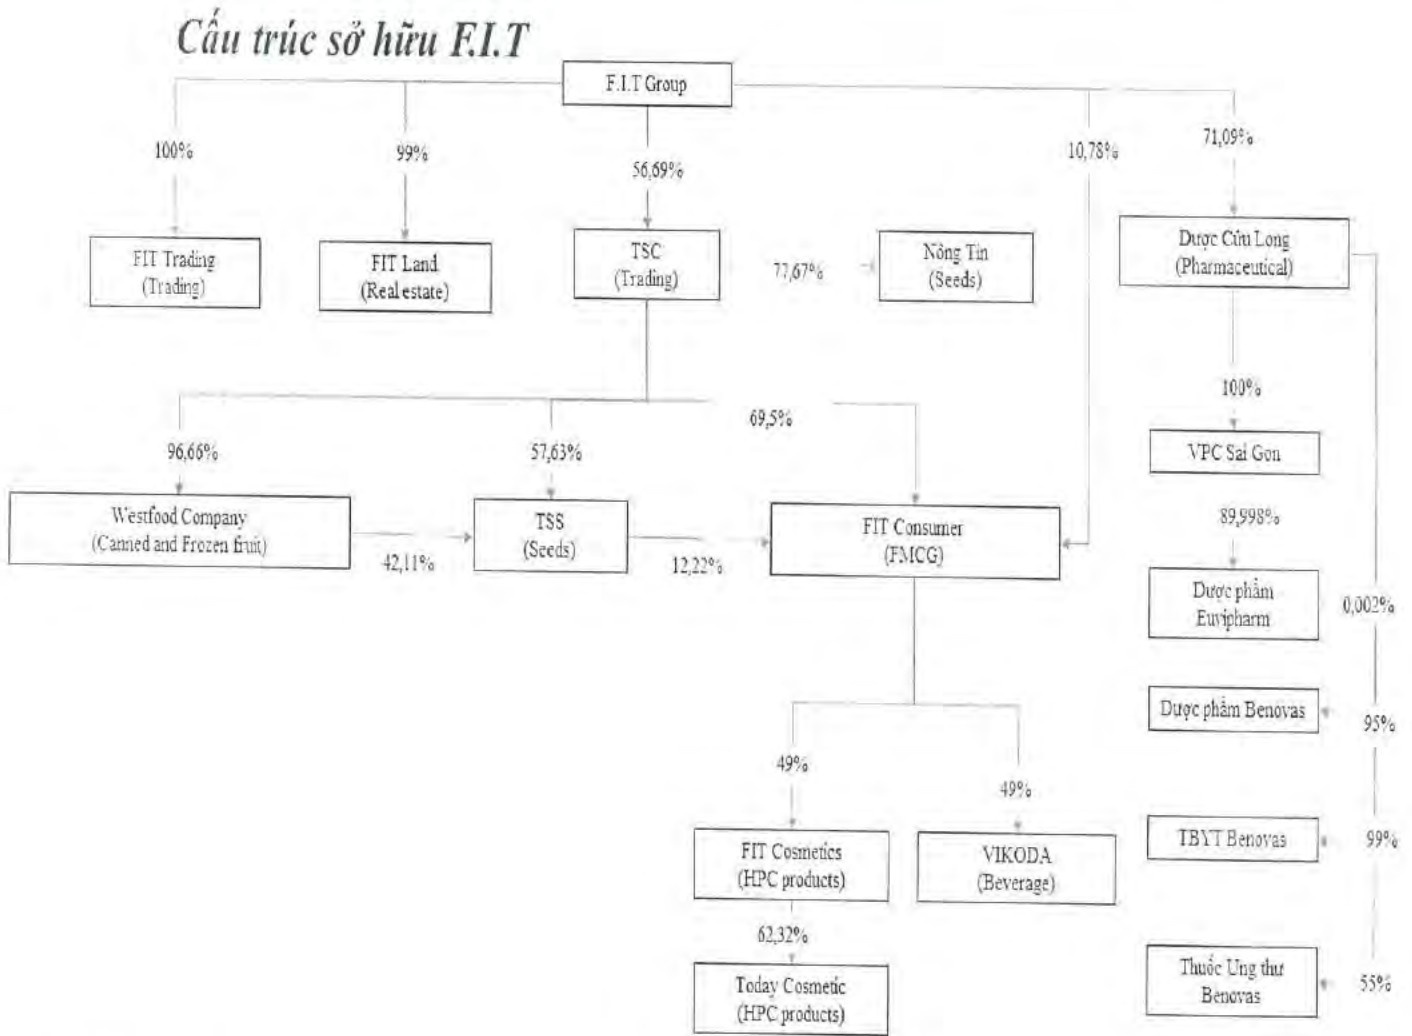 Cấu trúc sở hữu F.I.T
F.I.T Group
100%
99%
56,69%
10,78%
71,09%
FIT Trading
(Trading)
FIT Land
(Real estate)
TSC
(Trading)
77,67%
Nông Tín
(Seeds)
Dược Cửu Long
(Pharmaceutical)
100%
69,5%
96,66%
57,63%
VPC Sai Gon
Westfood Company
(Canned and Frozen fruit)
42,11%
TSS
(Seeds)
12,22%
FIT Consumer
(FMCG)
89,998%
Dược phẩm
Euvipharm
0,002%
Dược phẩm Benovas
95%
49%
49%
FIT Cosmetics
(HPC products)
VIKODA
(Beverage)
TBYT Benovas
99%
62,32%
Today Cosmetic
(HPC products)
Thuốc Ung thư
Benovas
55%